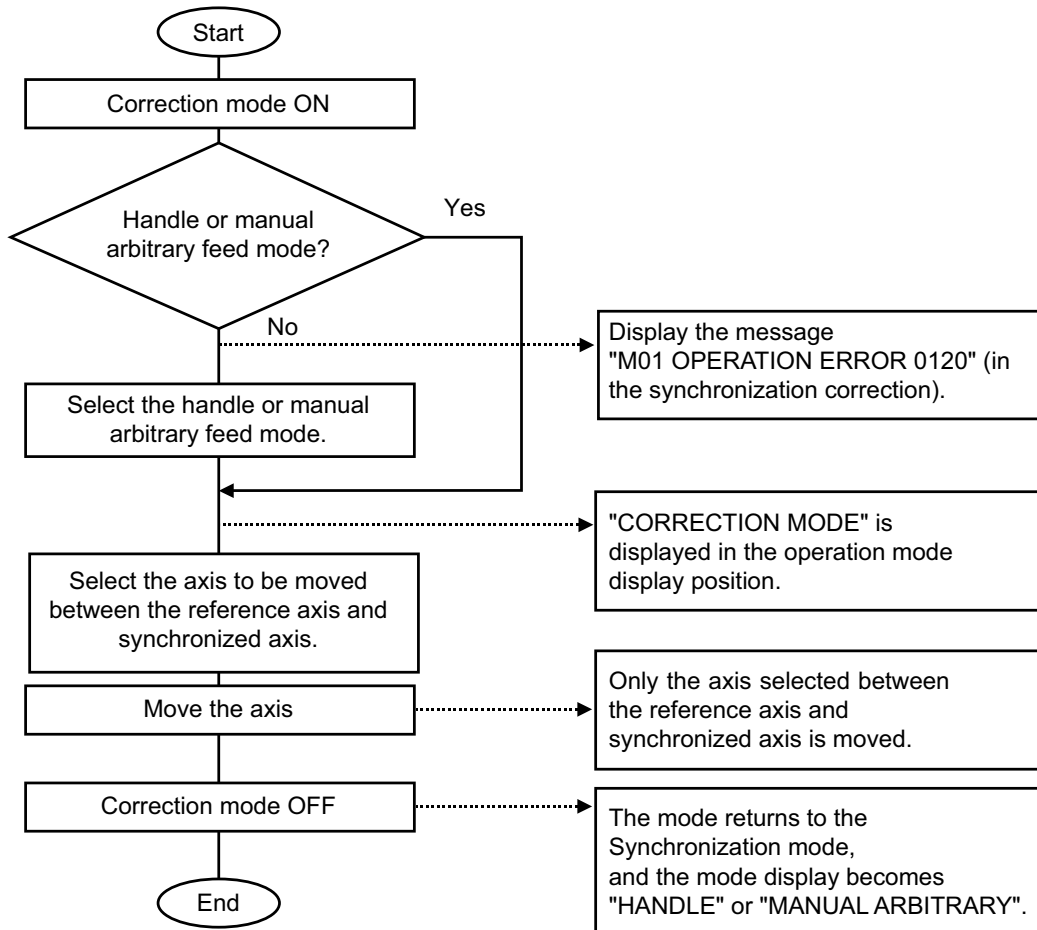 Start
Correction mode ON
Handle or manual
arbitrary feed mode?
Yes
No
Display the message
"M01 OPERATION ERROR 0120" (in
the synchronization correction).
Select the handle or manual
arbitrary feed mode.
"CORRECTION MODE" is
displayed in the operation mode
display position.
Select the axis to be moved
between the reference axis and
synchronized axis.
Move the axis
Only the axis selected between
the reference axis and
synchronized axis is moved.
Correction mode OFF
The mode returns to the
Synchronization mode,
and the mode display becomes
"HANDLE" or "MANUAL ARBITRARY".
End